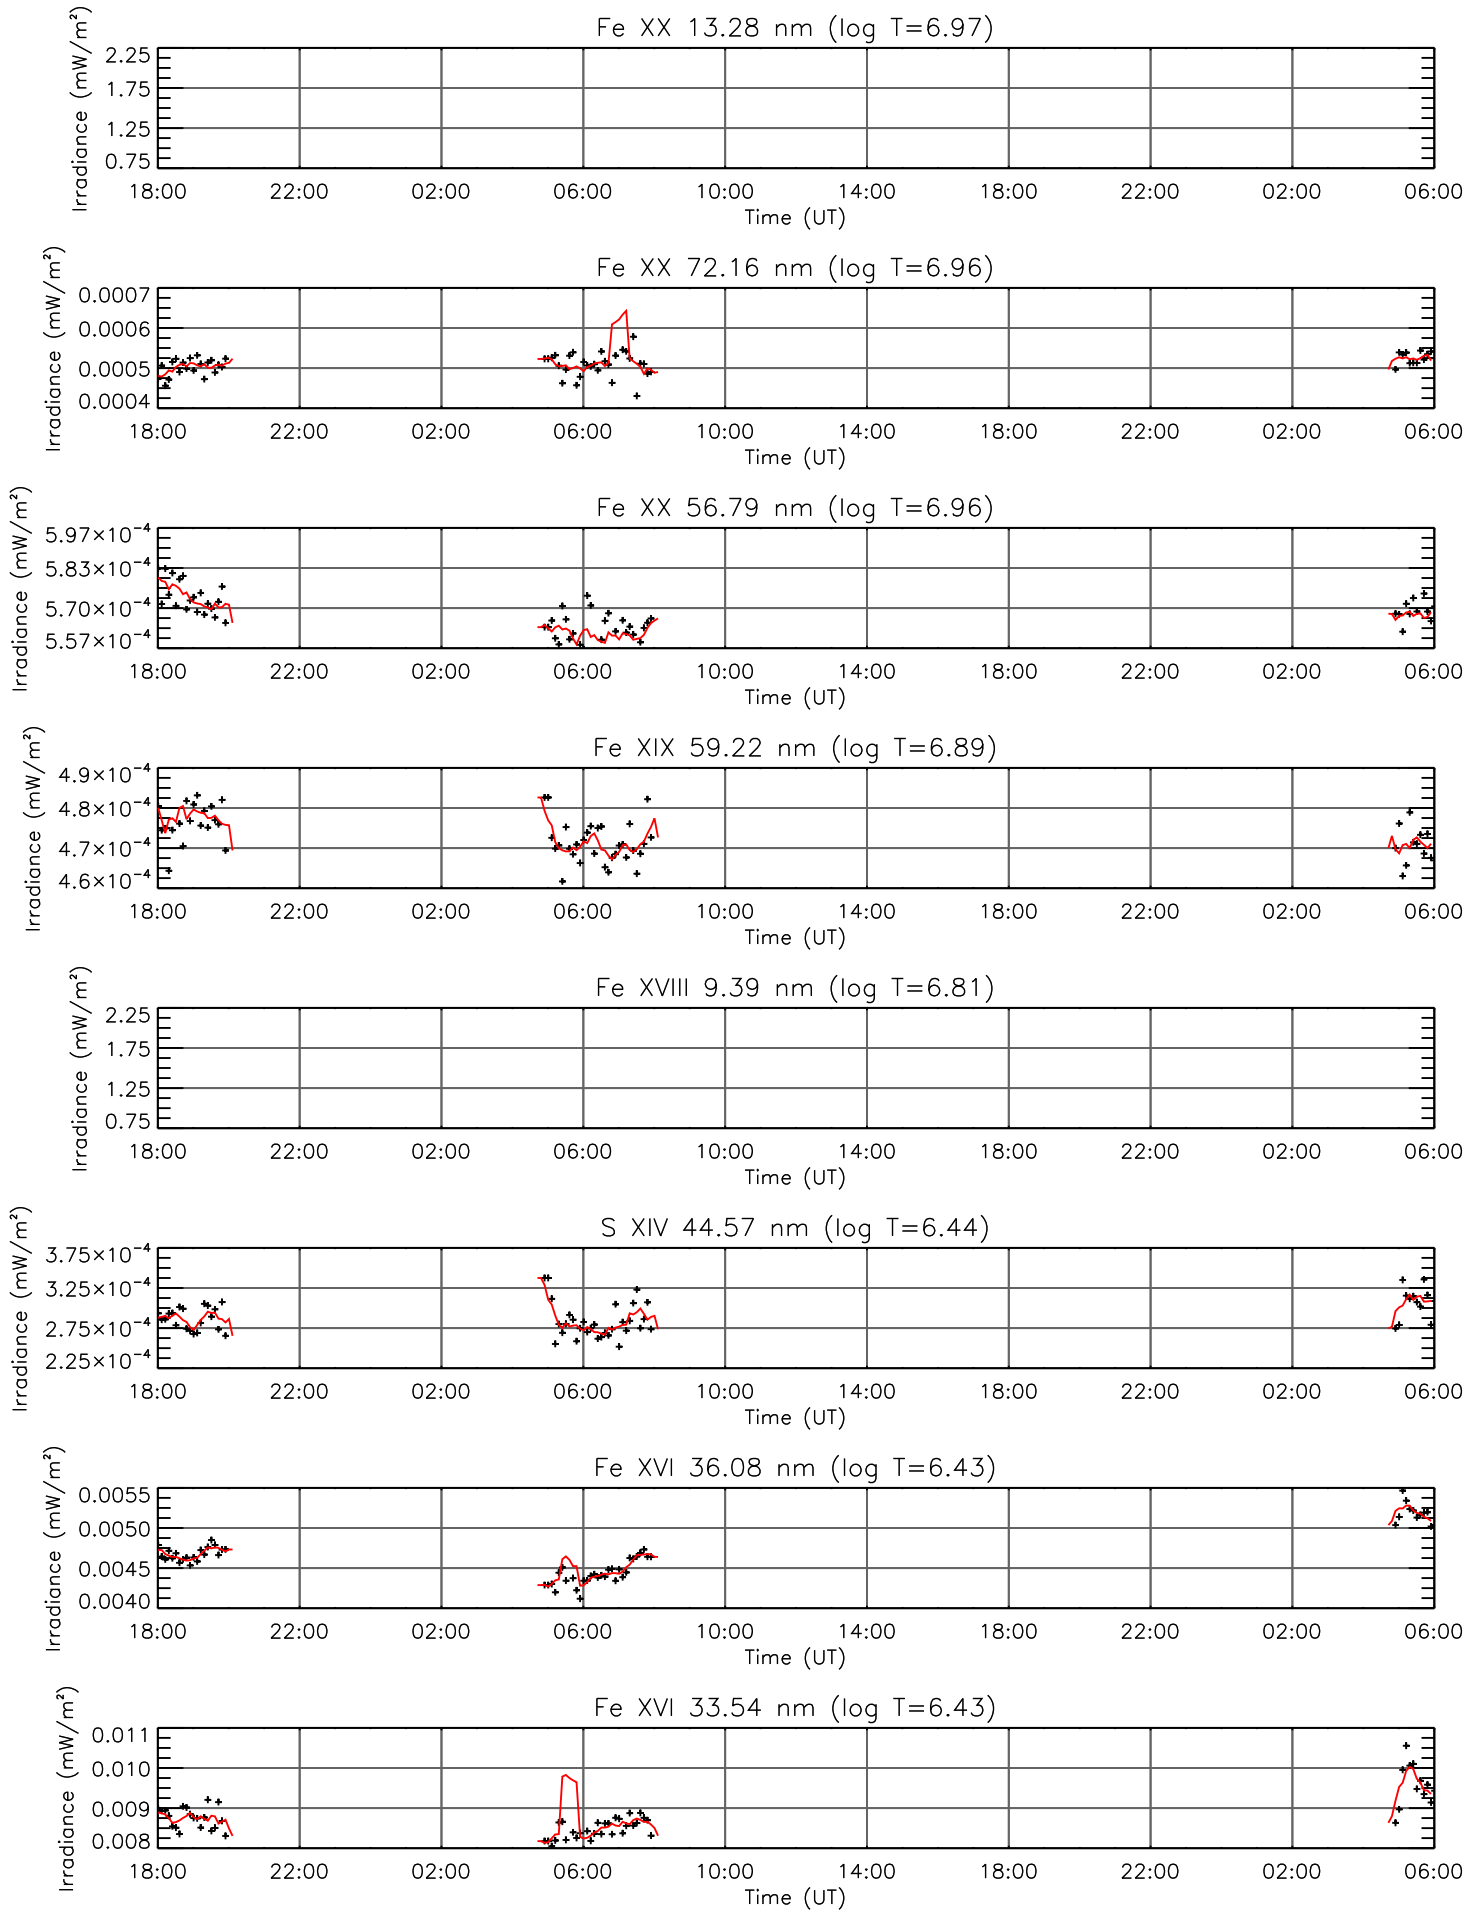 Fe XX 13.28 nm (log T=6.97)
Irradiance (mW/m²)
2.25
1.75
1.25
0.75
18:00 22:00 02:00 06:00 10:00 14:00 18:00 22:00 02:00 06:00
Time (UT)
Fe XX 72.16 nm (log T=6.96)
Irradiance (mW/m²)
0.0007
0.0006
0.0005
0.0004
18:00 22:00 02:00 06:00 10:00 14:00 18:00 22:00 02:00 06:00
Time (UT)
Fe XX 56.79 nm (log T=6.96)
Irradiance (mW/m²)
5.97×10⁻⁴
5.83×10⁻⁴
5.70×10⁻⁴
5.57×10⁻⁴
18:00 22:00 02:00 06:00 10:00 14:00 18:00 22:00 02:00 06:00
Time (UT)
Fe XIX 59.22 nm (log T=6.89)
Irradiance (mW/m²)
4.9×10⁻⁴
4.8×10⁻⁴
4.7×10⁻⁴
4.6×10⁻⁴
18:00 22:00 02:00 06:00 10:00 14:00 18:00 22:00 02:00 06:00
Time (UT)
Fe XVIII 9.39 nm (log T=6.81)
Irradiance (mW/m²)
2.25
1.75
1.25
0.75
18:00 22:00 02:00 06:00 10:00 14:00 18:00 22:00 02:00 06:00
Time (UT)
S XIV 44.57 nm (log T=6.44)
Irradiance (mW/m²)
3.75×10⁻⁴
3.25×10⁻⁴
2.75×10⁻⁴
2.25×10⁻⁴
18:00 22:00 02:00 06:00 10:00 14:00 18:00 22:00 02:00 06:00
Time (UT)
Fe XVI 36.08 nm (log T=6.43)
Irradiance (mW/m²)
0.0055
0.0050
0.0045
0.0040
18:00 22:00 02:00 06:00 10:00 14:00 18:00 22:00 02:00 06:00
Time (UT)
Fe XVI 33.54 nm (log T=6.43)
Irradiance (mW/m²)
0.011
0.010
0.009
0.008
18:00 22:00 02:00 06:00 10:00 14:00 18:00 22:00 02:00 06:00
Time (UT)